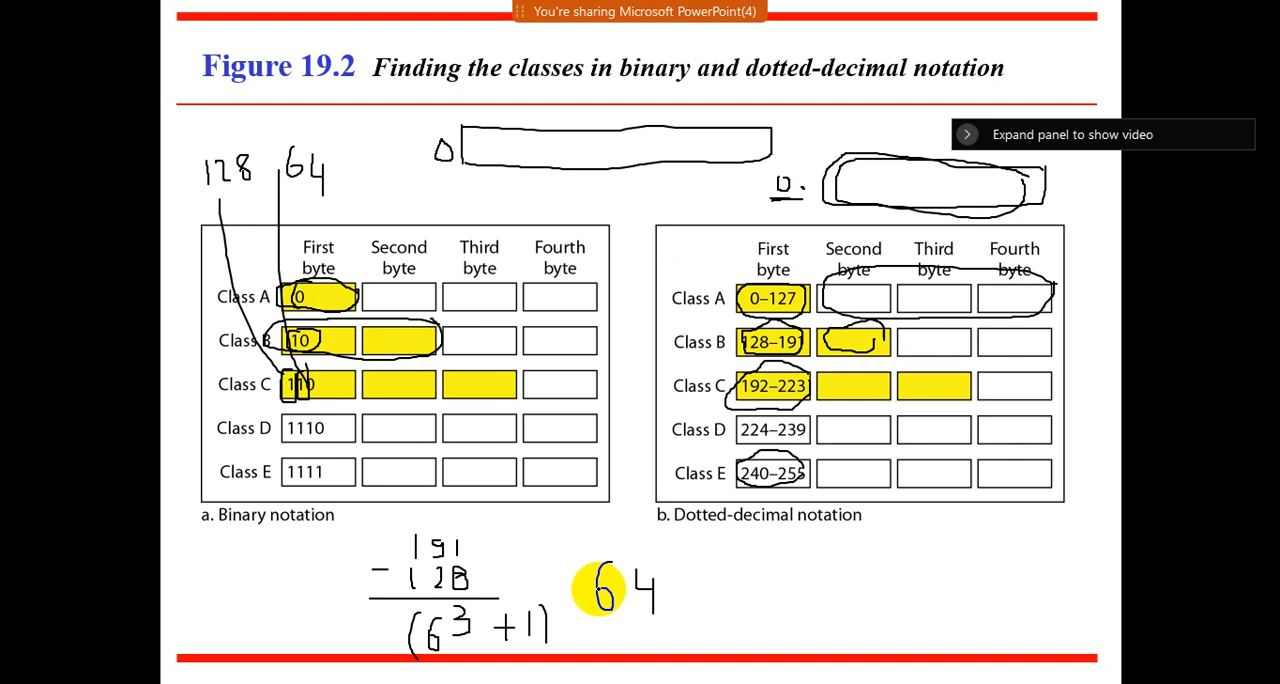 You're sharing Microsoft PowerPoint(4)
Figure 19.2 Finding the classes in binary and dotted-decimal notation
Expand panel to show video
128 64
0
0.
First byte Second byte Third byte Fourth byte
Class A 0
Class B 10
Class C 110
Class D 1110
Class E 1111
a. Binary notation
First byte Second byte Third byte Fourth byte
Class A 0–127
Class B 128–191
Class C 192–223
Class D 224–239
Class E 240–255
b. Dotted-decimal notation
191
- 128
(63 +1)
64